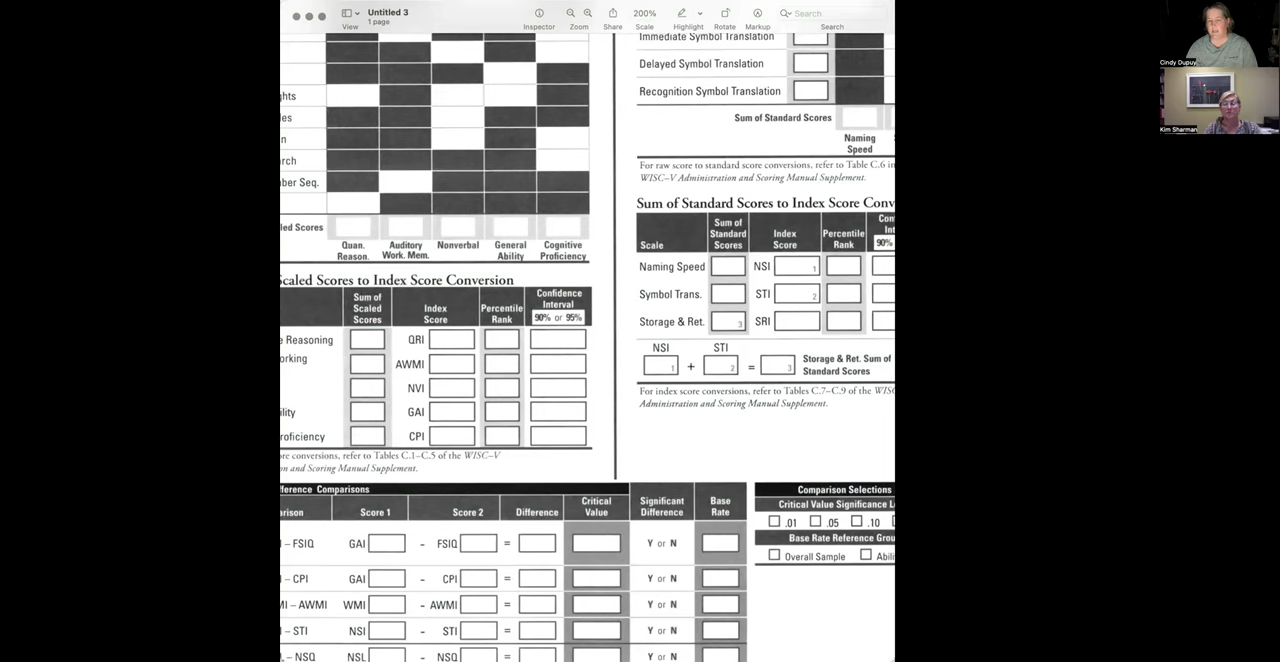 Untitled 3
1 page
View
Inspector
Zoom
Share
200%
Scale
Highlight
Rotate
Markup
Search
Search
Cindy Dupuy
Kim Sharman
hts
les
n
rch
ber Seq.
led Scores
Quan. Reason.
Auditory Work. Mem.
Nonverbal
General Ability
Cognitive Proficiency
Scaled Scores to Index Score Conversion
Sum of Scaled Scores
Index Score
Percentile Rank
Confidence Interval
90% or 95%
e Reasoning QRI
orking AWMI
NVI
ility GAI
roficiency CPI
re conversions, refer to Tables C.1–C.5 of the WISC–V
n and Scoring Manual Supplement.
Immediate Symbol Translation
Delayed Symbol Translation
Recognition Symbol Translation
Sum of Standard Scores
Naming Speed
For raw score to standard score conversions, refer to Table C.6 in
WISC–V Administration and Scoring Manual Supplement.
Sum of Standard Scores to Index Score Conv
Scale
Sum of Standard Scores
Index Score
Percentile Rank
Con
Int
90%
Naming Speed NSI 1
Symbol Trans. STI 2
Storage & Ret. 3 SRI
NSI STI
1 + 2 = 3 Storage & Ret. Sum of Standard Scores
For index score conversions, refer to Tables C.7–C.9 of the WISC
Administration and Scoring Manual Supplement.
fference Comparisons
arison Score 1 Score 2 Difference Critical Value Significant Difference Base Rate
– FSIQ GAI - FSIQ = Y or N
– CPI GAI - CPI = Y or N
MI – AWMI WMI - AWMI = Y or N
– STI NSI - STI = Y or N
– NSQ NSL - NSQ = Y or N
Comparison Selections
Critical Value Significance L
.01 .05 .10
Base Rate Reference Grou
Overall Sample Abili